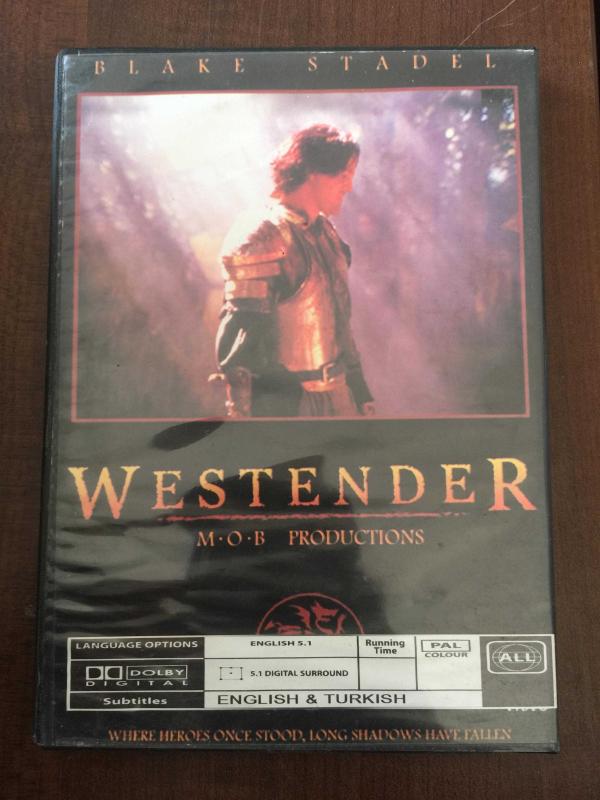 BLAKE STADEL
WESTENDER
M·O·B PRODUCTIONS
LANGUAGE OPTIONS
ENGLISH 5.1
Running Time
PAL
COLOUR
ALL
DOLBY
DIGITAL
5.1 DIGITAL SURROUND
Subtitles
ENGLISH & TURKISH
WHERE HEROES ONCE STOOD, LONG SHADOWS HAVE FALLEN